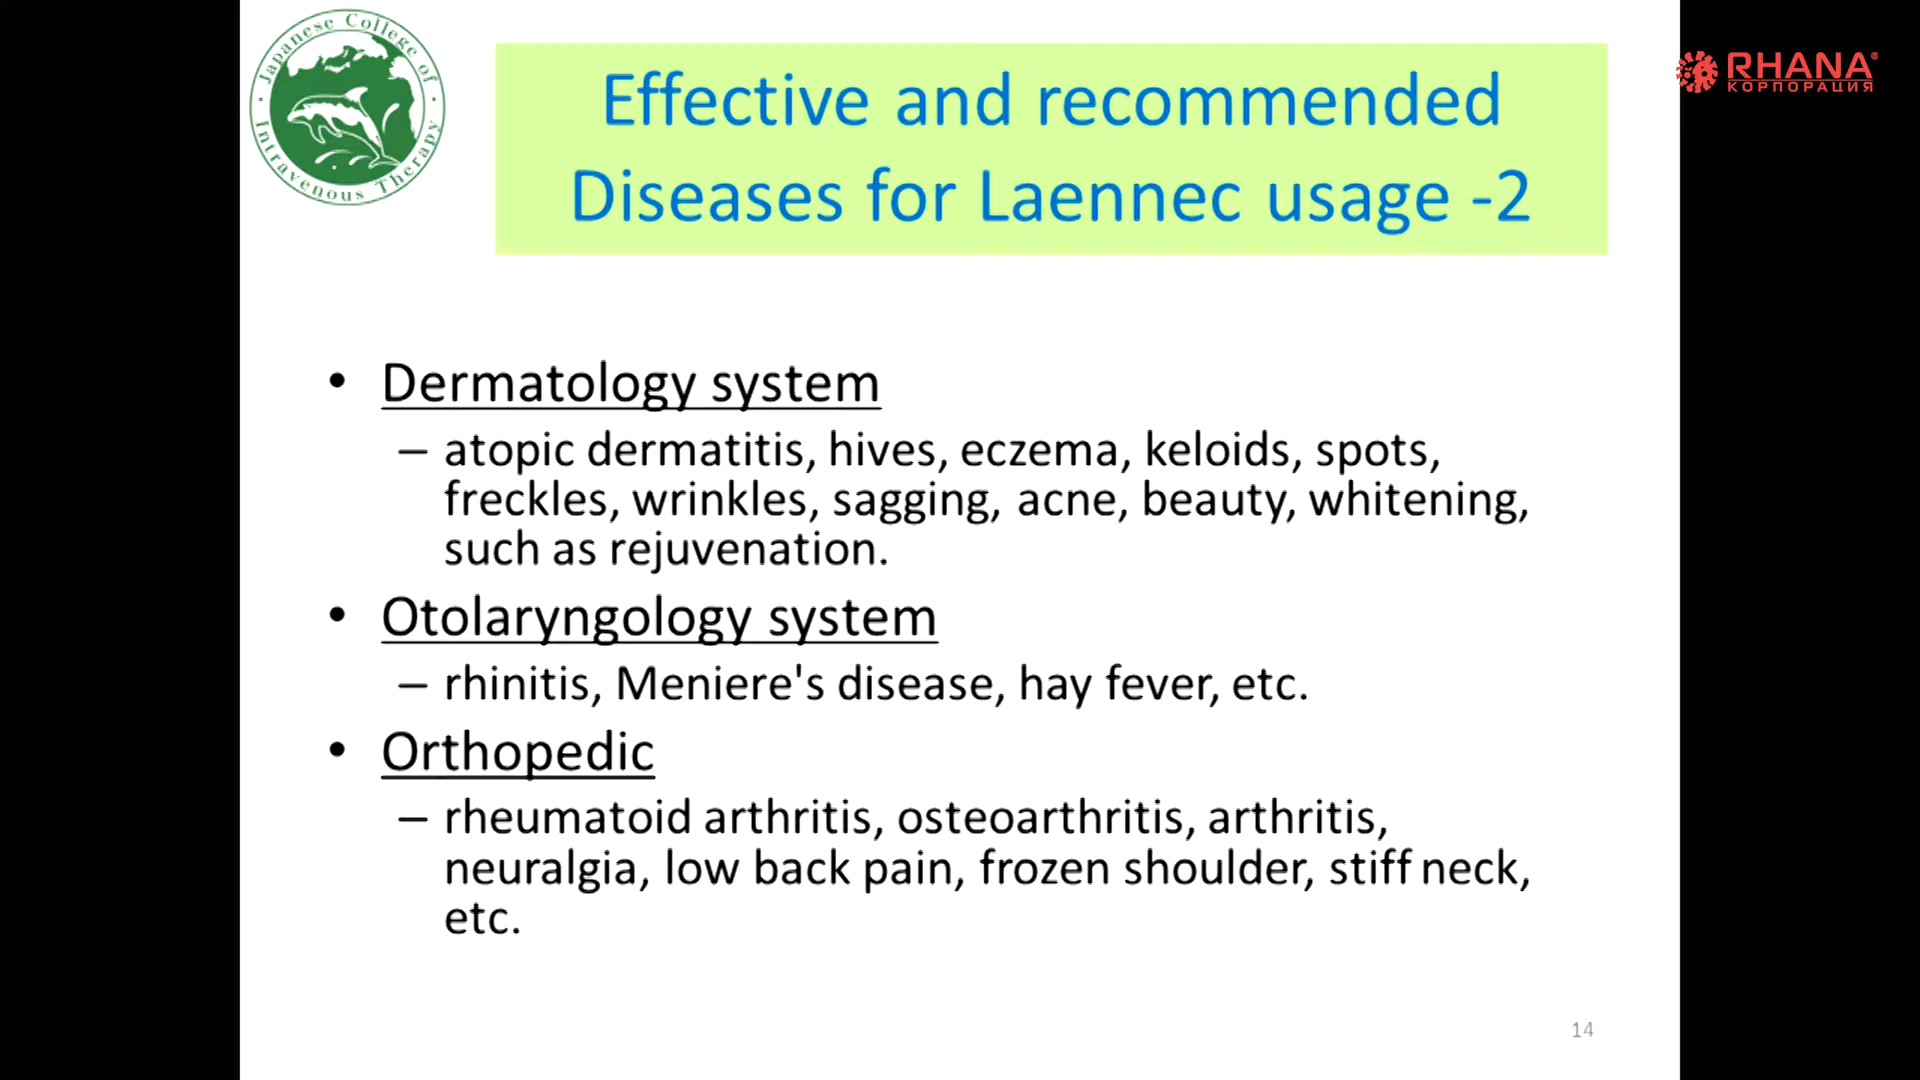 Japanese College of
Intravenous Therapy
RHANA®
КОРПОРАЦИЯ
Effective and recommended
Diseases for Laennec usage -2
• Dermatology system
– atopic dermatitis, hives, eczema, keloids, spots,
freckles, wrinkles, sagging, acne, beauty, whitening,
such as rejuvenation.
• Otolaryngology system
– rhinitis, Meniere's disease, hay fever, etc.
• Orthopedic
– rheumatoid arthritis, osteoarthritis, arthritis,
neuralgia, low back pain, frozen shoulder, stiff neck,
etc.
14